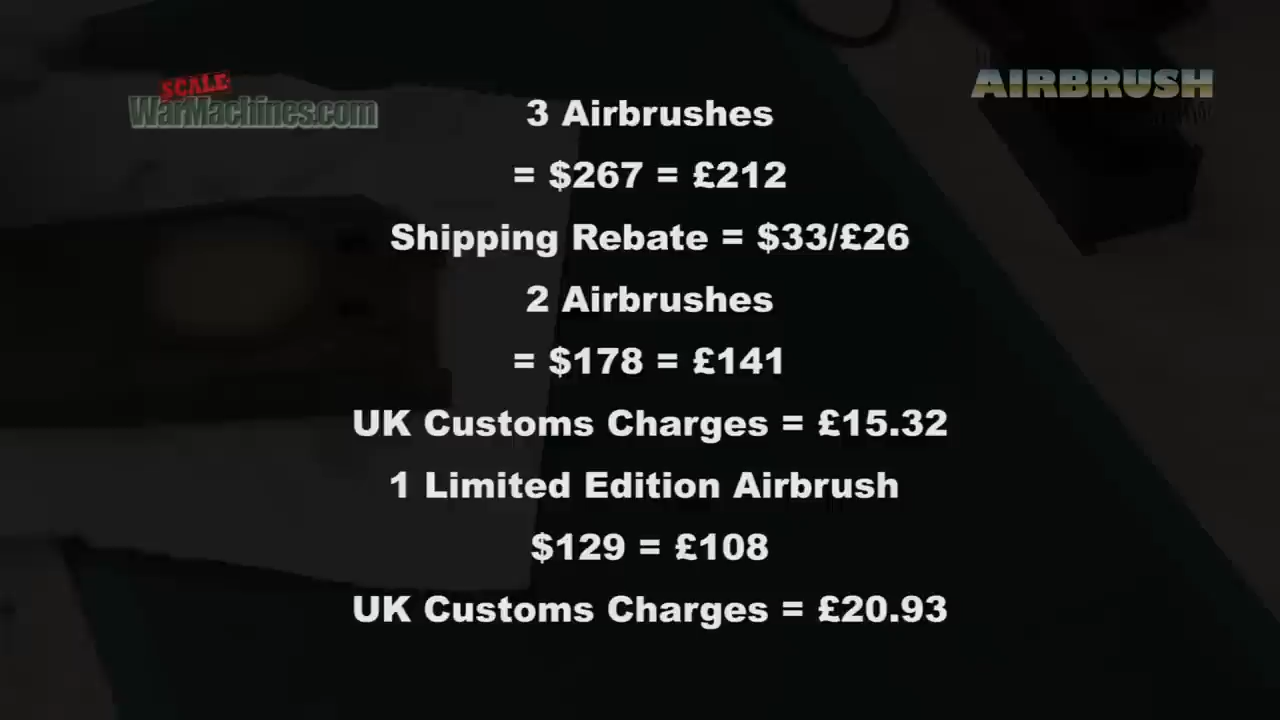 SCALE
WarMachines.com
AIRBRUSH
3 Airbrushes
= $267 = £212
Shipping Rebate = $33/£26
2 Airbrushes
= $178 = £141
UK Customs Charges = £15.32
1 Limited Edition Airbrush
$129 = £108
UK Customs Charges = £20.93